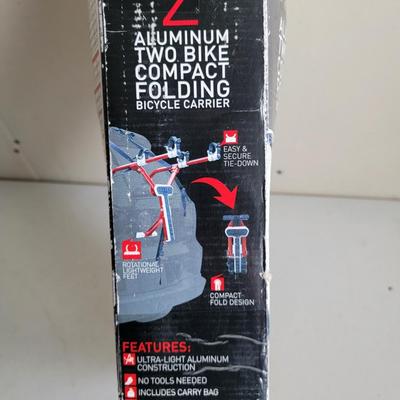 2
ALUMINUM
TWO BIKE
COMPACT
FOLDING
BICYCLE CARRIER
EASY &
SECURE
TIE-DOWN
ROTATIONAL
LIGHTWEIGHT
FEET
COMPACT
FOLD DESIGN
FEATURES:
ULTRA-LIGHT ALUMINUM
CONSTRUCTION
NO TOOLS NEEDED
INCLUDES CARRY BAG